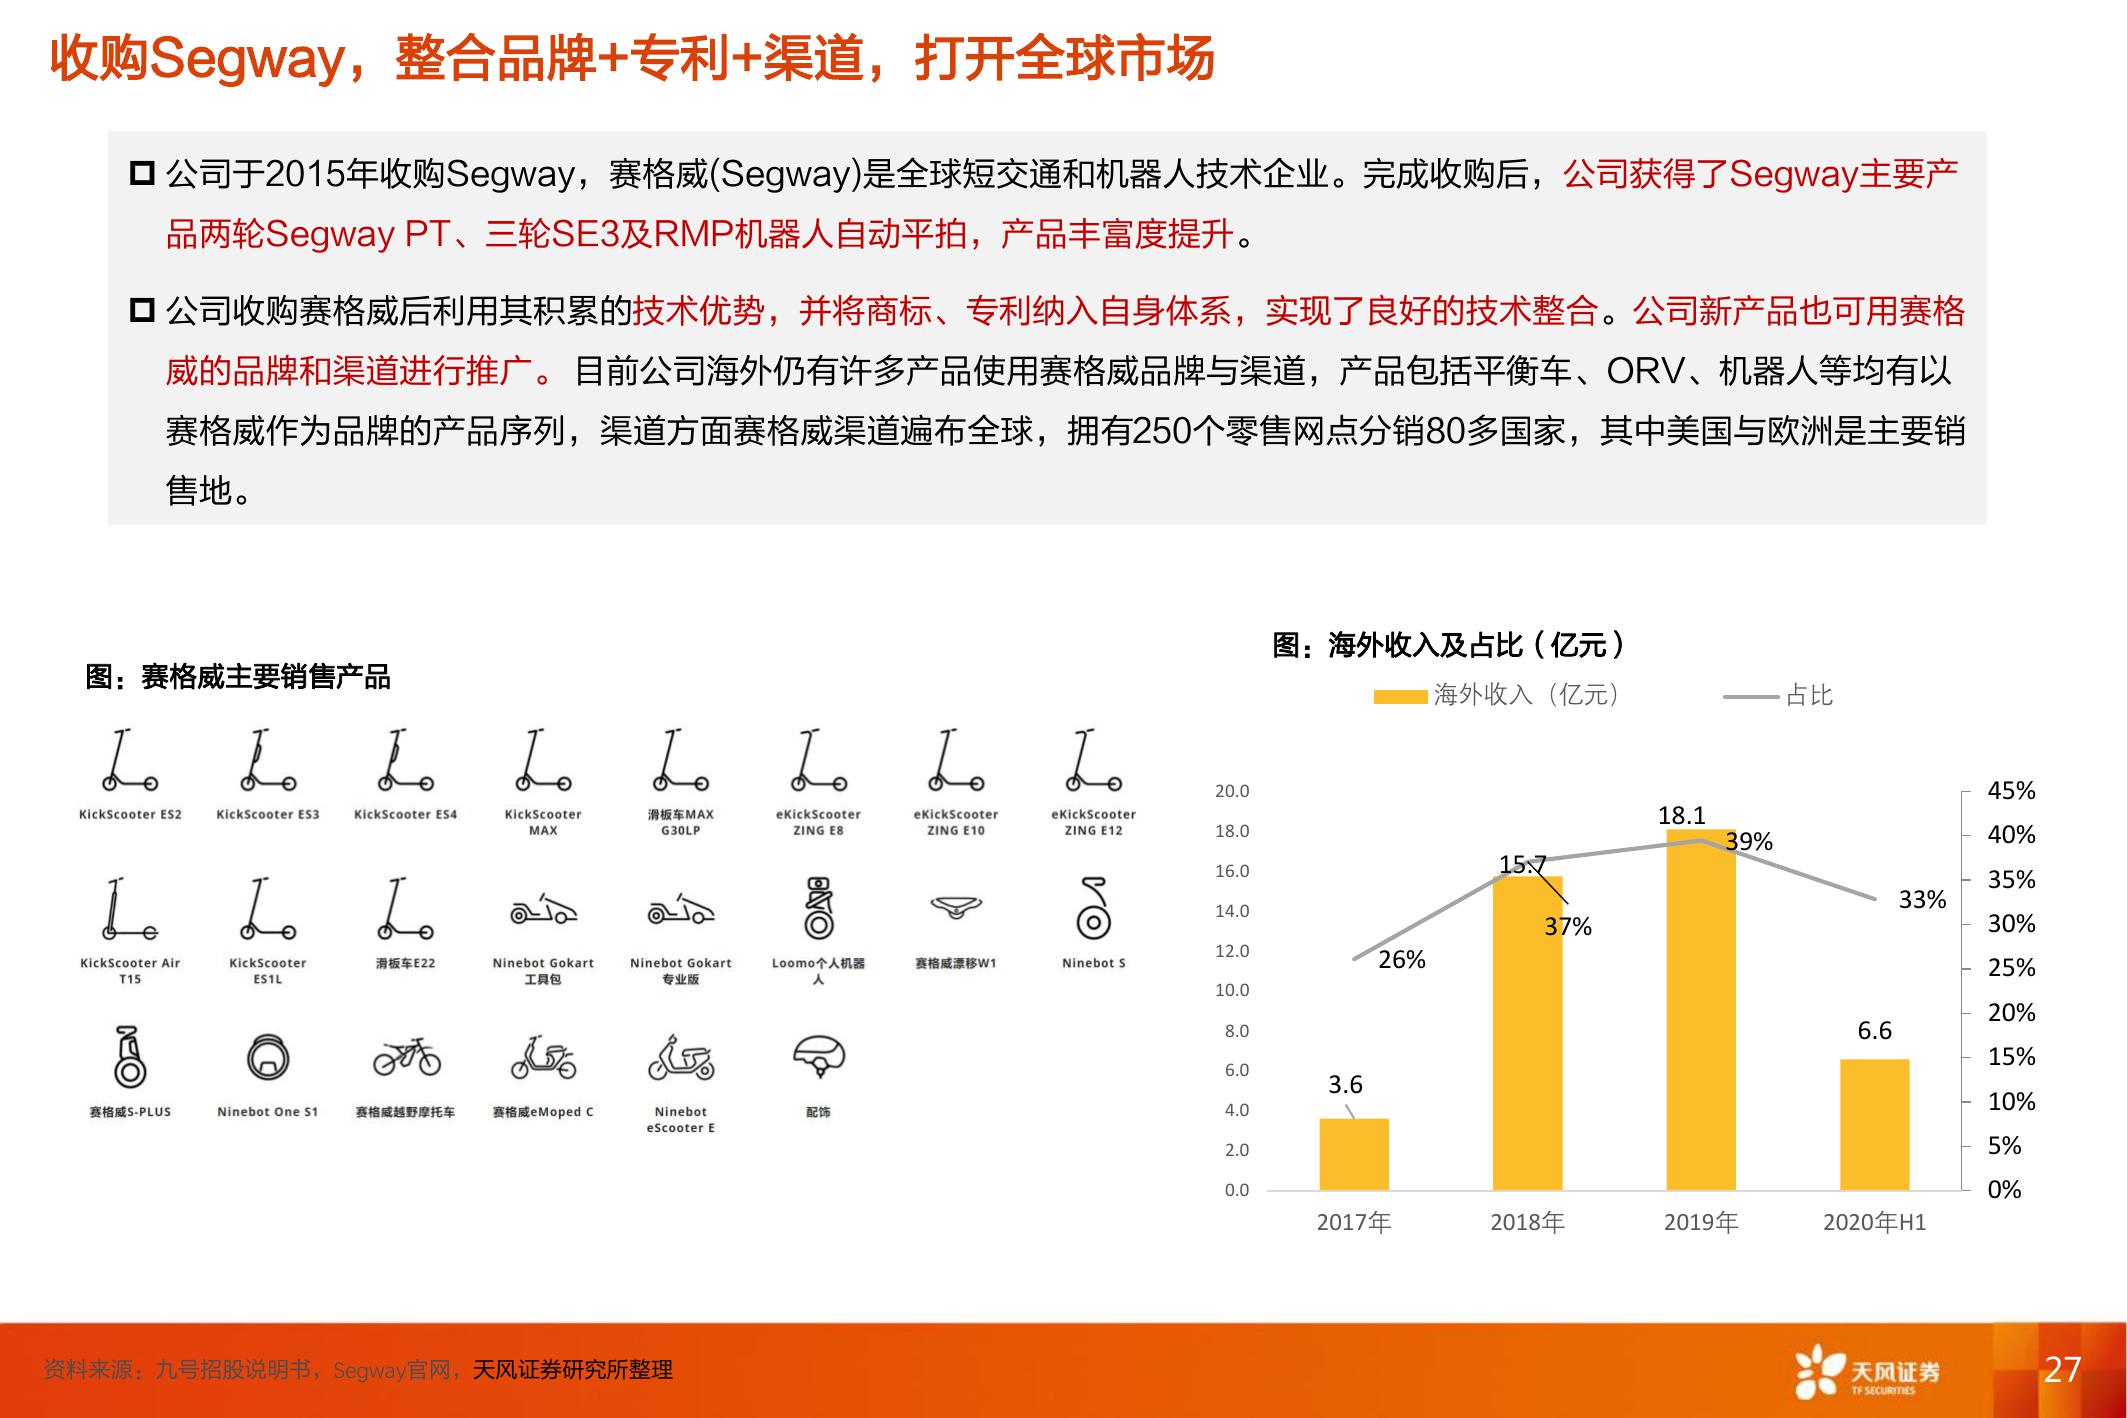 收购Segway，整合品牌+专利+渠道，打开全球市场
公司于2015年收购Segway，赛格威(Segway)是全球短交通和机器人技术企业。完成收购后，公司获得了Segway主要产
品两轮Segway PT、三轮SE3及RMP机器人自动平拍，产品丰富度提升。
公司收购赛格威后利用其积累的技术优势，并将商标、专利纳入自身体系，实现了良好的技术整合。公司新产品也可用赛格
威的品牌和渠道进行推广。目前公司海外仍有许多产品使用赛格威品牌与渠道，产品包括平衡车、ORV、机器人等均有以
赛格威作为品牌的产品序列，渠道方面赛格威渠道遍布全球，拥有250个零售网点分销80多国家，其中美国与欧洲是主要销
售地。
图：赛格威主要销售产品
KickScooter ES2
KickScooter ES3
KickScooter ES4
KickScooter
MAX
滑板车MAX
G30LP
eKickScooter
ZING E8
eKickScooter
ZING E10
eKickScooter
ZING E12
KickScooter Air
T15
KickScooter
ES1L
滑板车E22
Ninebot Gokart
工具包
Ninebot Gokart
专业版
Loomo个人机器
人
赛格威漂移W1
Ninebot S
赛格威S-PLUS
Ninebot One S1
赛格威越野摩托车
赛格威eMoped C
Ninebot
eScooter E
配饰
图：海外收入及占比（亿元）
海外收入（亿元）
占比
20.0
18.0
16.0
14.0
12.0
10.0
8.0
6.0
4.0
2.0
0.0
3.6
15.7
18.1
6.6
26%
37%
39%
33%
45%
40%
35%
30%
25%
20%
15%
10%
5%
0%
2017年
2018年
2019年
2020年H1
资料来源：九号招股说明书，Segway官网，天风证券研究所整理
天风证券
TF SECURITIES
27